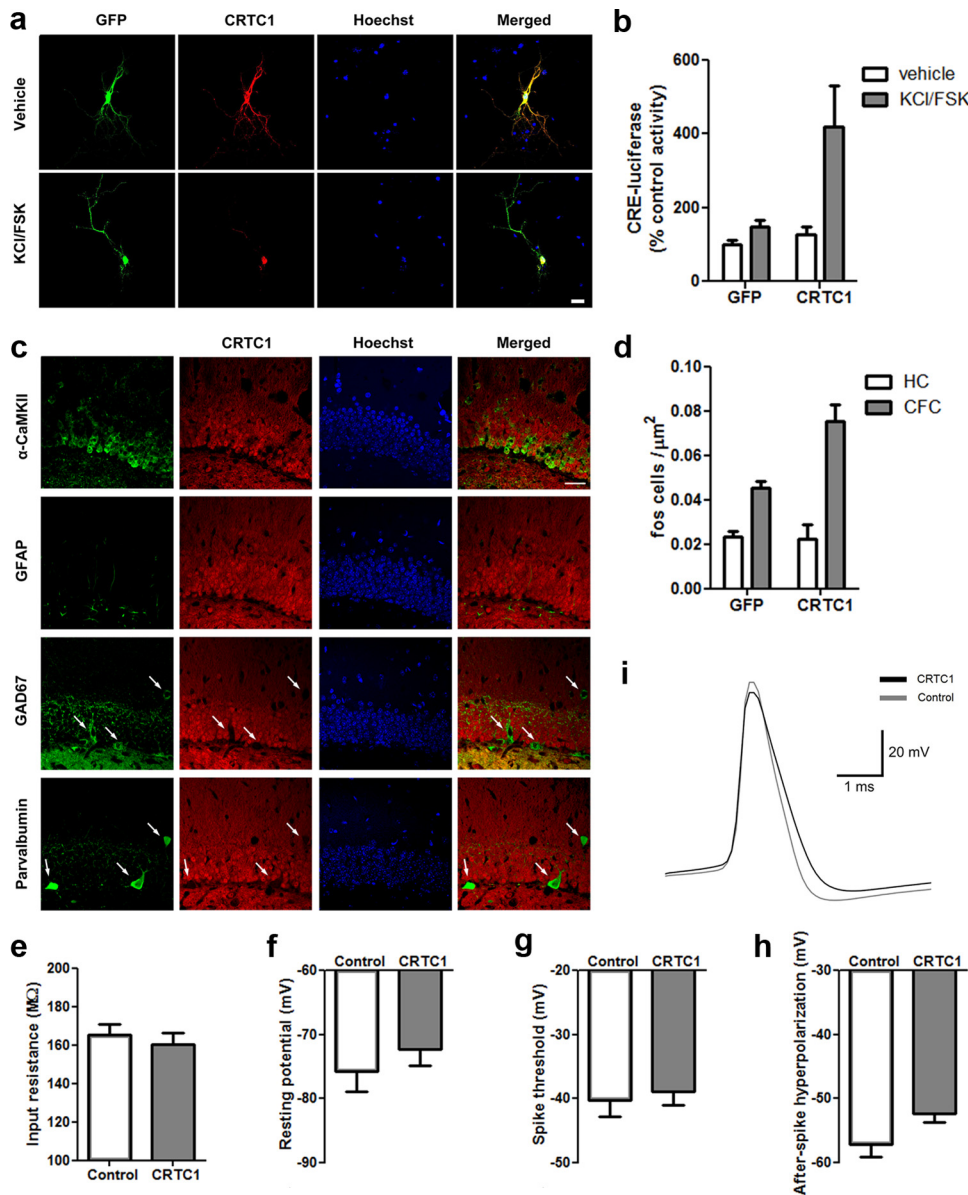 a
GFP
CRTC1
Hoechst
Merged
Vehicle
KCl/FSK
b
600
400
200
0
CRE-luciferase
(% control activity)
vehicle
KCl/FSK
GFP
CRTC1
c
CRTC1
Hoechst
Merged
α-CaMKII
GFAP
GAD67
Parvalbumin
d
0.10
0.08
0.06
0.04
0.02
0.00
fos cells /µm²
HC
CFC
GFP
CRTC1
i
CRTC1
Control
20 mV
1 ms
e
200
180
160
140
120
100
Input resistance (MΩ)
Control
CRTC1
f
Control
CRTC1
-60
-70
-80
-90
Resting potential
(mV)
g
Control
CRTC1
-20
-30
-40
-50
Spike threshold
(mV)
h
Control
CRTC1
-30
-40
-50
-60
After-spike hyperpolarization (mV)